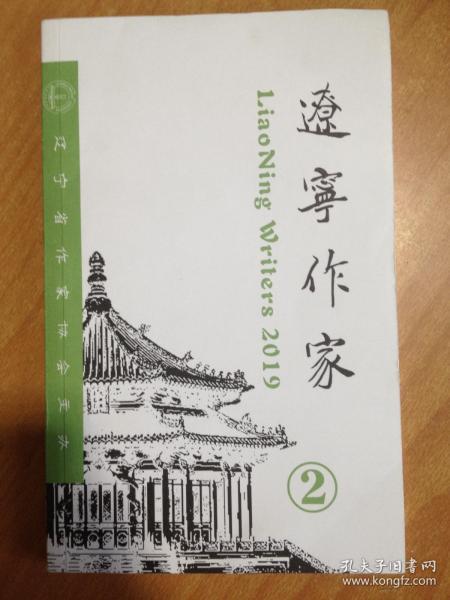 遼寧作家
LiaoNing Writers 2019
②
辽宁省作家协会主办
孔夫子旧书网
www.kongfz.com